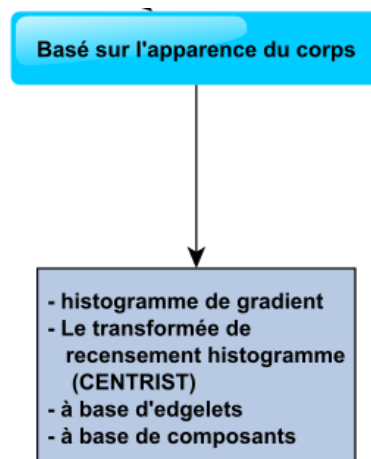 Basé sur l'apparence du corps
- histogramme de gradient
- Le transformée de
recensement histogramme
(CENTRIST)
- à base d'edgelets
- à base de composants